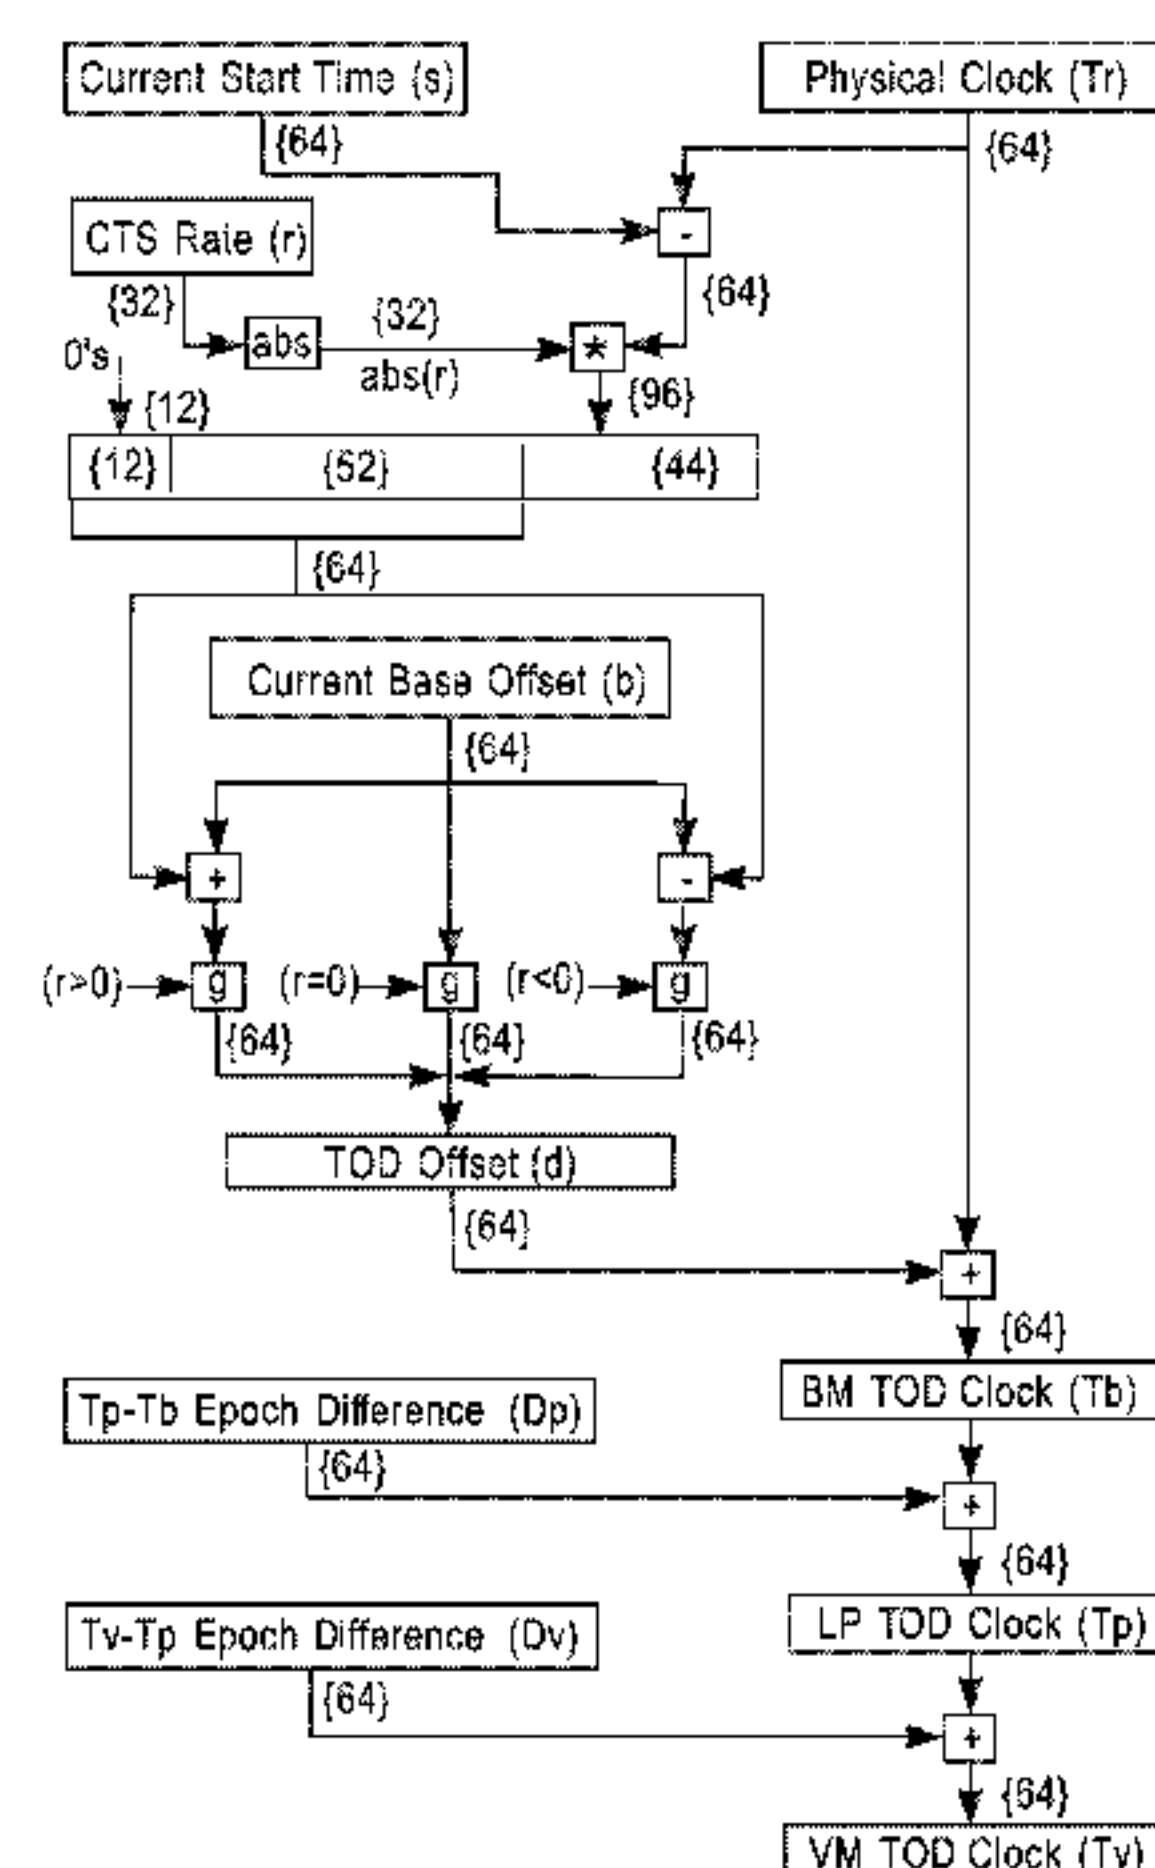 Current Start Time (s)
Physical Clock (Tr)
{64}
{64}
CTS Rate (r)
-
{32}
{64}
{32}
abs
*
0's
abs(r)
{12}
{96}
{12}
{52}
{44}
{64}
Current Base Offset (b)
{64}
+
-
(r>0)
g
(r=0)
g
(r<0)
g
{64}
{64}
{64}
TOD Offset (d)
{64}
+
{64}
BM TOD Clock (Tb)
Tp-Tb Epoch Difference (Dp)
{64}
+
{64}
LP TOD Clock (Tp)
Tv-Tp Epoch Difference (Dv)
{64}
+
{64}
VM TOD Clock (Tv)